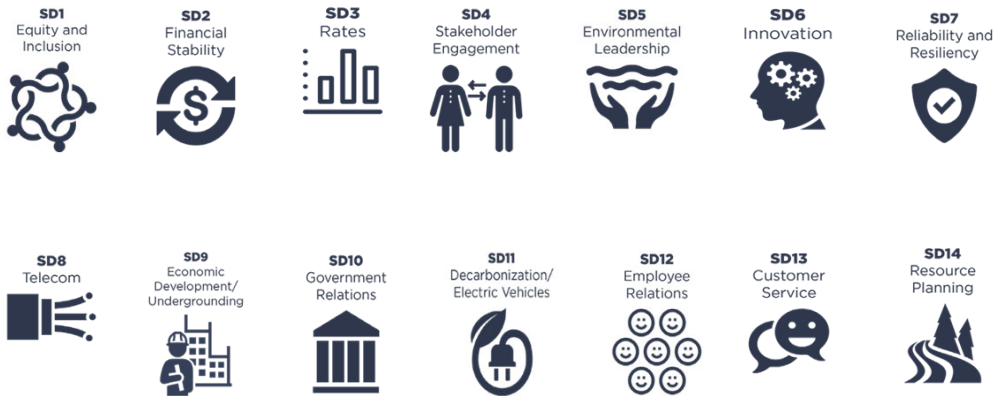 SD1
Equity and
Inclusion
SD2
Financial
Stability
$
SD3
Rates
SD4
Stakeholder
Engagement
SD5
Environmental
Leadership
SD6
Innovation
SD7
Reliability and
Resiliency
SD8
Telecom
SD9
Economic
Development/
Undergrounding
SD10
Government
Relations
SD11
Decarbonization/
Electric Vehicles
SD12
Employee
Relations
SD13
Customer
Service
SD14
Resource
Planning